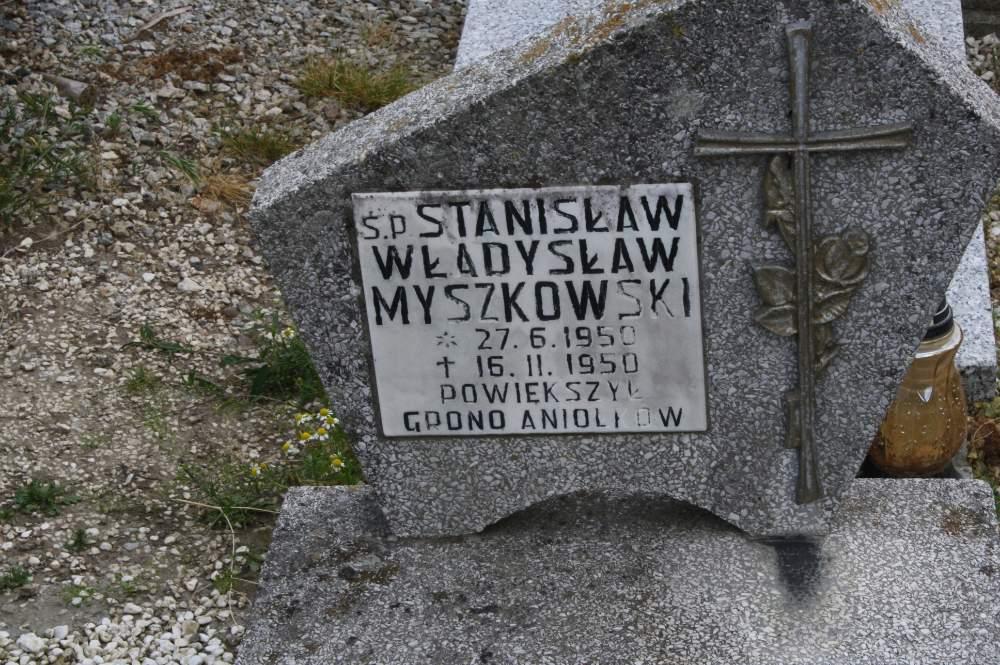 Ś.P STANISŁAW
WŁADYSŁAW
MYSZKOWSKI
* 27.6.1950
† 16.11.1950
POWIEKSZYŁ
GRONO ANIOŁKÓW